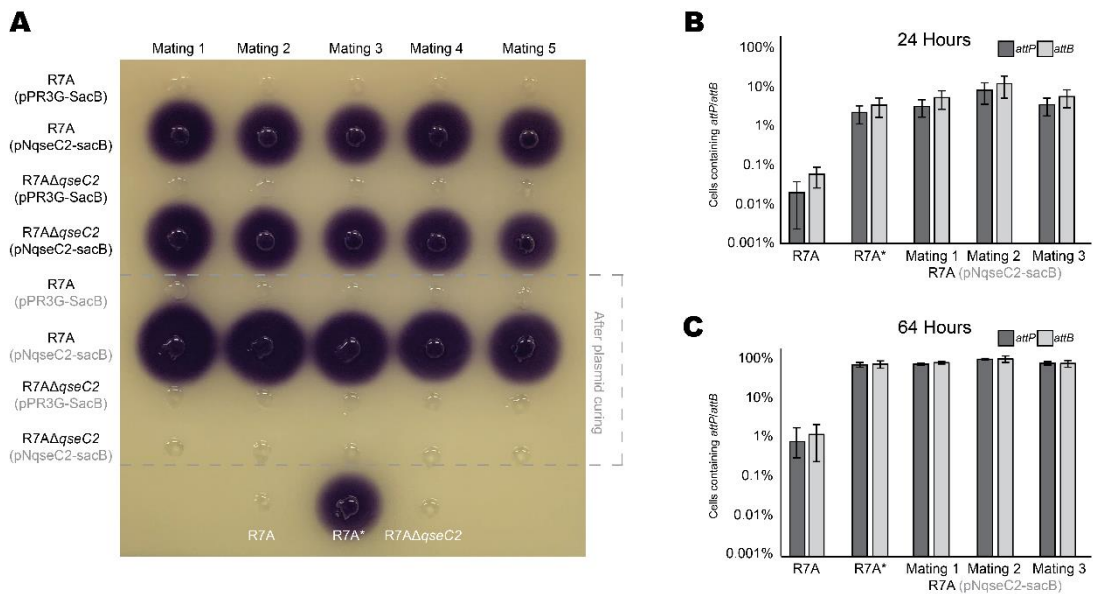 A
Mating 1 Mating 2 Mating 3 Mating 4 Mating 5
R7A
(pPR3G-SacB)
R7A
(pNqseC2-sacB)
R7AΔqseC2
(pPR3G-SacB)
R7AΔqseC2
(pNqseC2-sacB)
R7A
(pPR3G-SacB)
R7A
(pNqseC2-sacB)
R7AΔqseC2
(pPR3G-SacB)
R7AΔqseC2
(pNqseC2-sacB)
After plasmid curing
R7A R7A* R7AΔqseC2
B
24 Hours
attP attB
Cells containing attP/attB
100%
10%
1%
0.1%
0.01%
0.001%
R7A R7A* Mating 1 Mating 2 Mating 3
R7A (pNqseC2-sacB)
C
64 Hours
attP attB
Cells containing attP/attB
100%
10%
1%
0.1%
0.01%
0.001%
R7A R7A* Mating 1 Mating 2 Mating 3
R7A (pNqseC2-sacB)